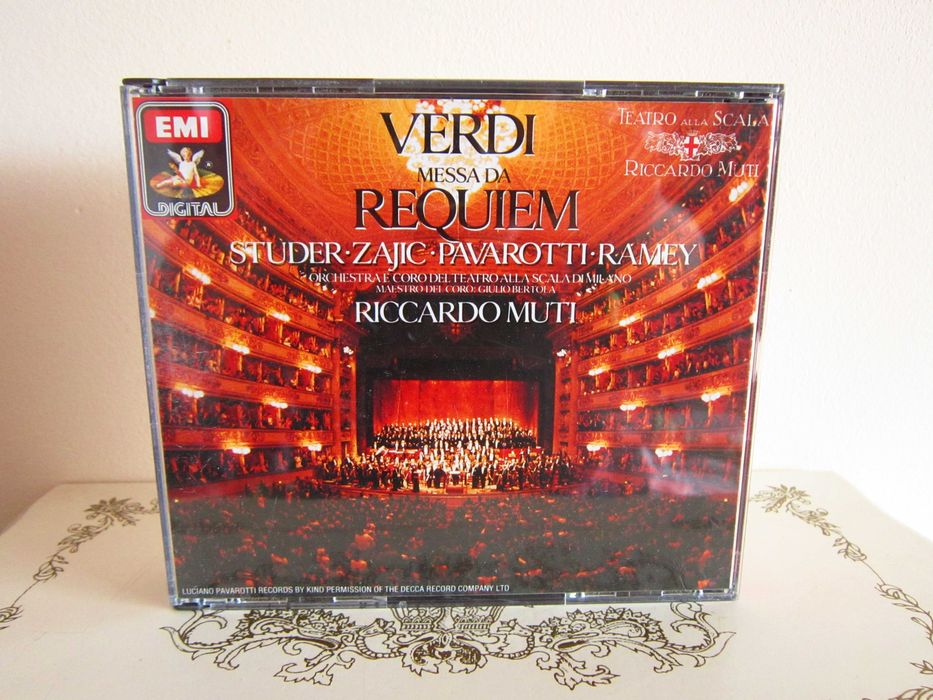 EMI
DIGITAL
VERDI
MESSA DA
REQUIEM
TEATRO ALLA SCALA
RICCARDO MUTI
STUDER·ZAJIC·PAVAROTTI·RAMEY
ORCHESTRA E CORO DEL TEATRO ALLA SCALA DI MILANO
MAESTRO DEL CORO: GIULIO BERTOLA
RICCARDO MUTI
LUCIANO PAVAROTTI RECORDS BY KIND PERMISSION OF THE DECCA RECORD COMPANY LTD